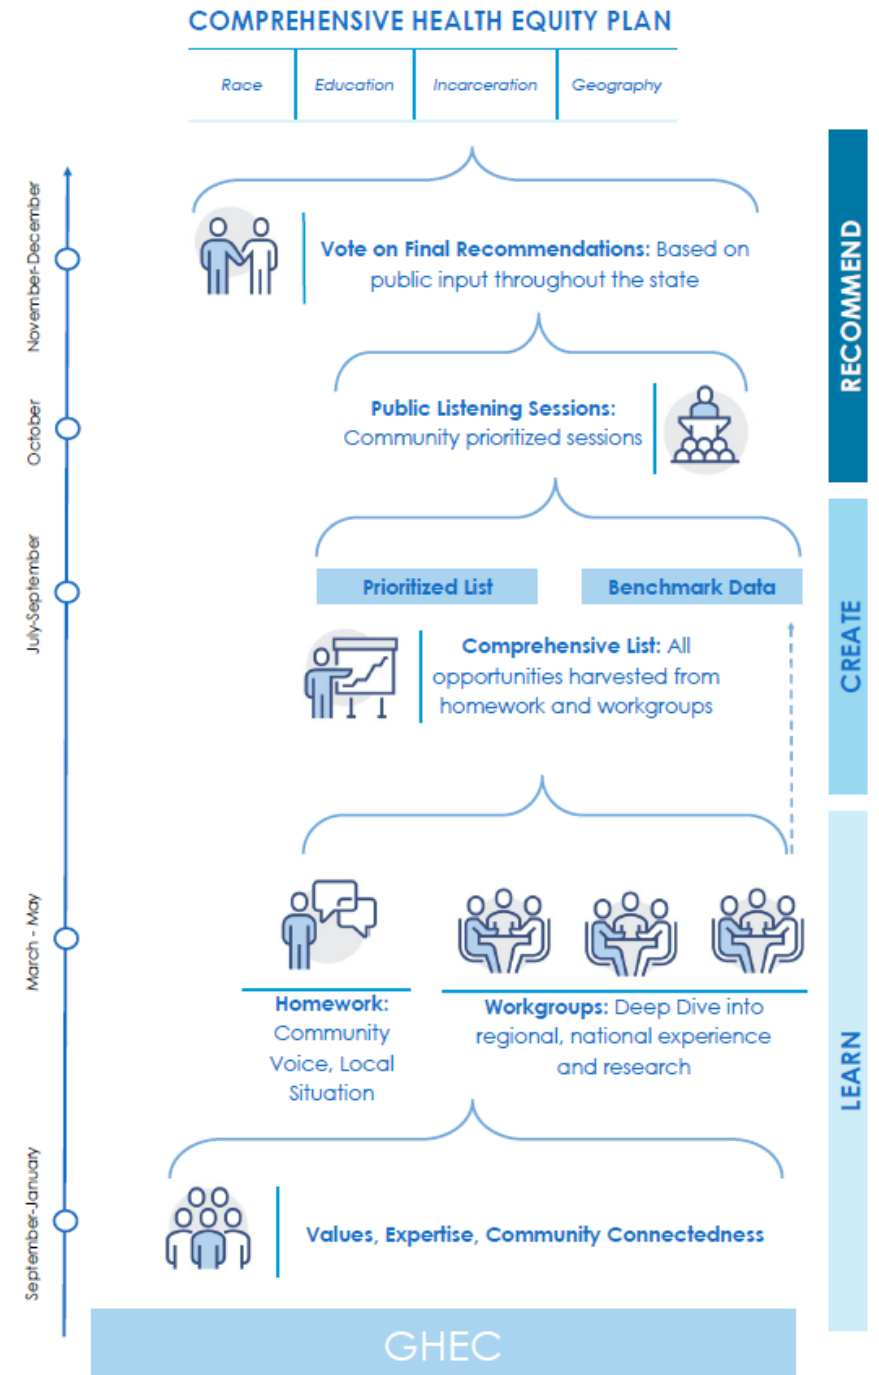 COMPREHENSIVE HEALTH EQUITY PLAN
Race
Education
Incarceration
Geography
November-December
Vote on Final Recommendations: Based on
public input throughout the state
RECOMMEND
October
Public Listening Sessions:
Community prioritized sessions
July-September
Prioritized List
Benchmark Data
Comprehensive List: All
opportunities harvested from
homework and workgroups
CREATE
March - May
Homework:
Community
Voice, Local
Situation
Workgroups: Deep Dive into
regional, national experience
and research
LEARN
September-January
Values, Expertise, Community Connectedness
GHEC